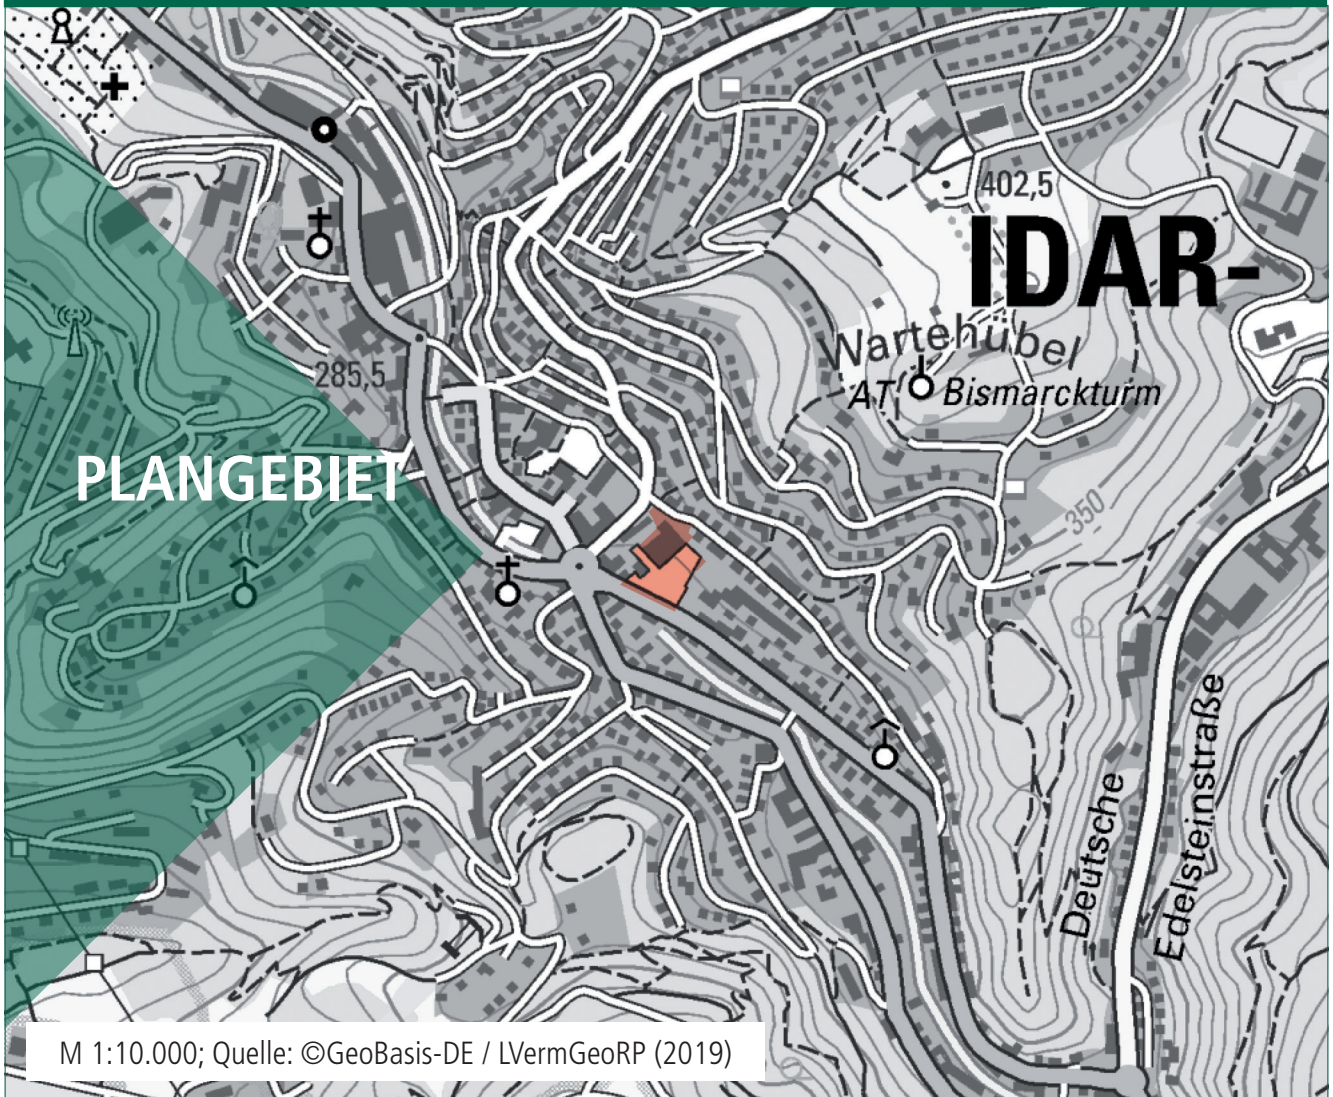 402,5
IDAR-
Wartehübel
AT Bismarckturm
285,5
PLANGEBIET
350
Deutsche
Edelsteinstraße
M 1:10.000; Quelle: ©GeoBasis-DE / LVermGeoRP (2019)